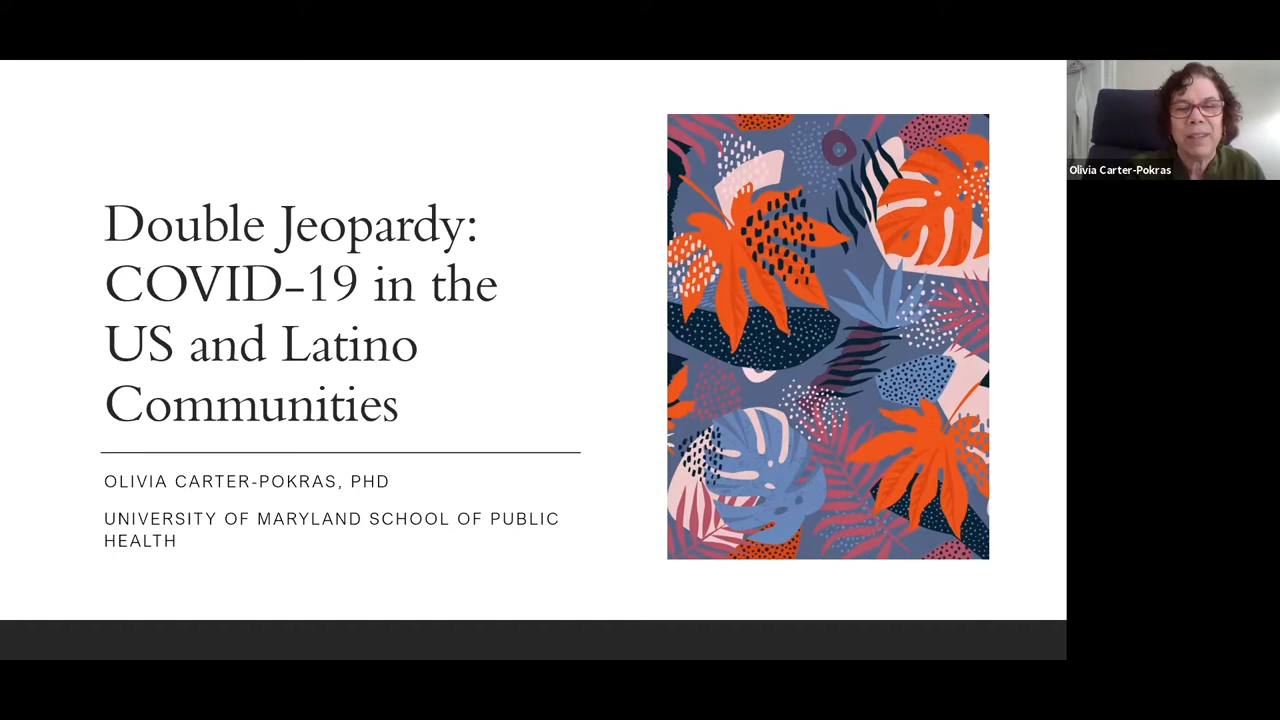 Double Jeopardy:
COVID-19 in the
US and Latino
Communities
OLIVIA CARTER-POKRAS, PHD
UNIVERSITY OF MARYLAND SCHOOL OF PUBLIC
HEALTH
Olivia Carter-Pokras